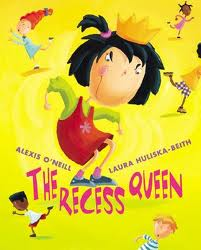 ALEXIS O'NEILL
LAURA HULISKA-BEITH
THE RECESS QUEEN